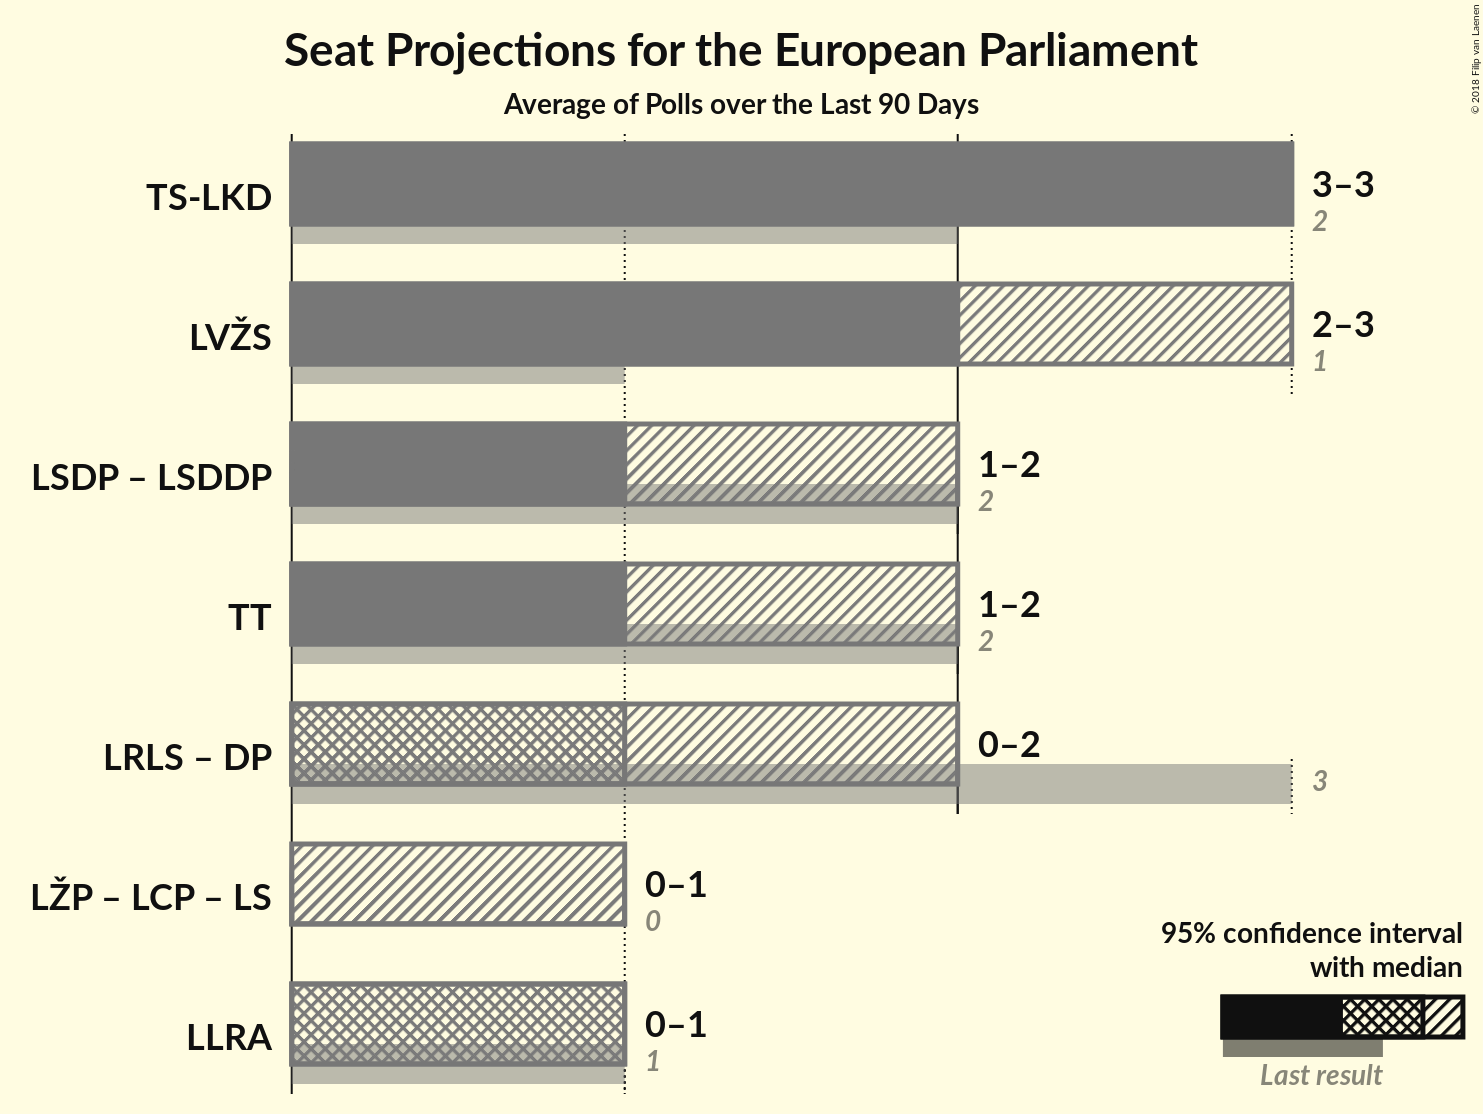 Seat Projections for the European Parliament
Average of Polls over the Last 90 Days
© 2018 Filip van Laenen
TS-LKD
3–3
2
LVŽS
2–3
1
LSDP – LSDDP
1–2
2
TT
1–2
2
LRLS – DP
0–2
3
LŽP – LCP – LS
0–1
0
LLRA
0–1
1
95% confidence interval
with median
Last result